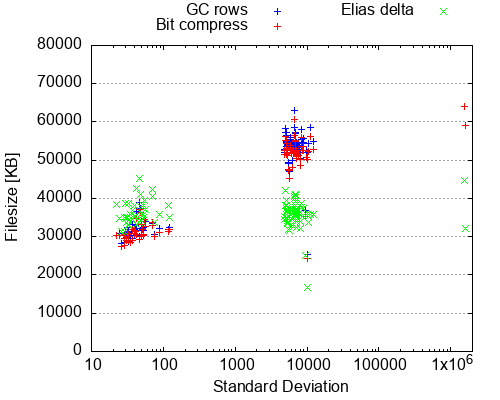 GC rows
Elias delta
Bit compress
80000
70000
60000
50000
40000
30000
20000
10000
0
Filesize [KB]
10 100 1000 10000 100000 1x10^6
Standard Deviation